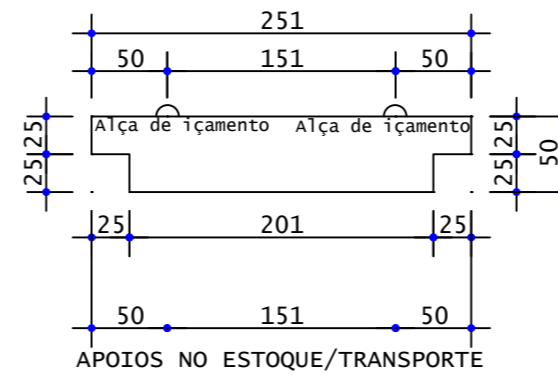 251
50 151 50
Alça de içamento Alça de içamento
25 25 25 25 50
25 201 25
50 151 50
APOIOS NO ESTOQUE/TRANSPORTE